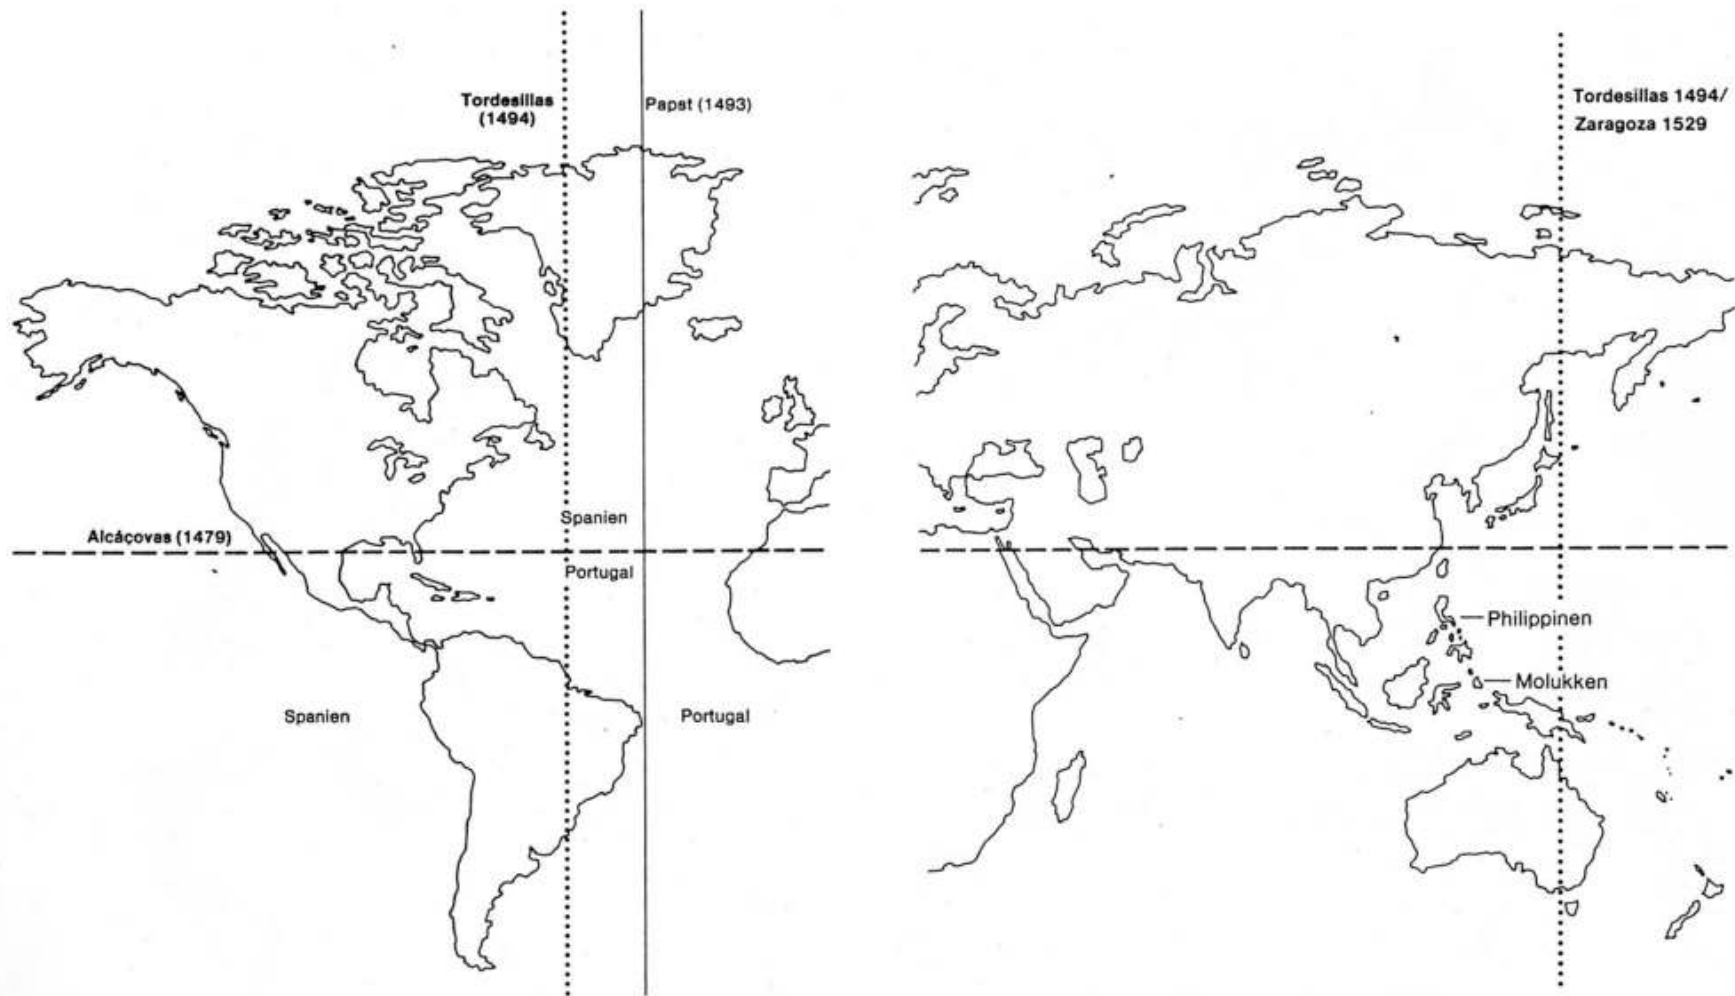 Tordesillas
(1494)
Papst (1493)
Tordesillas 1494/
Zaragoza 1529
Spanien
Alcáçovas (1479)
Portugal
Philippinen
Molukken
Spanien
Portugal